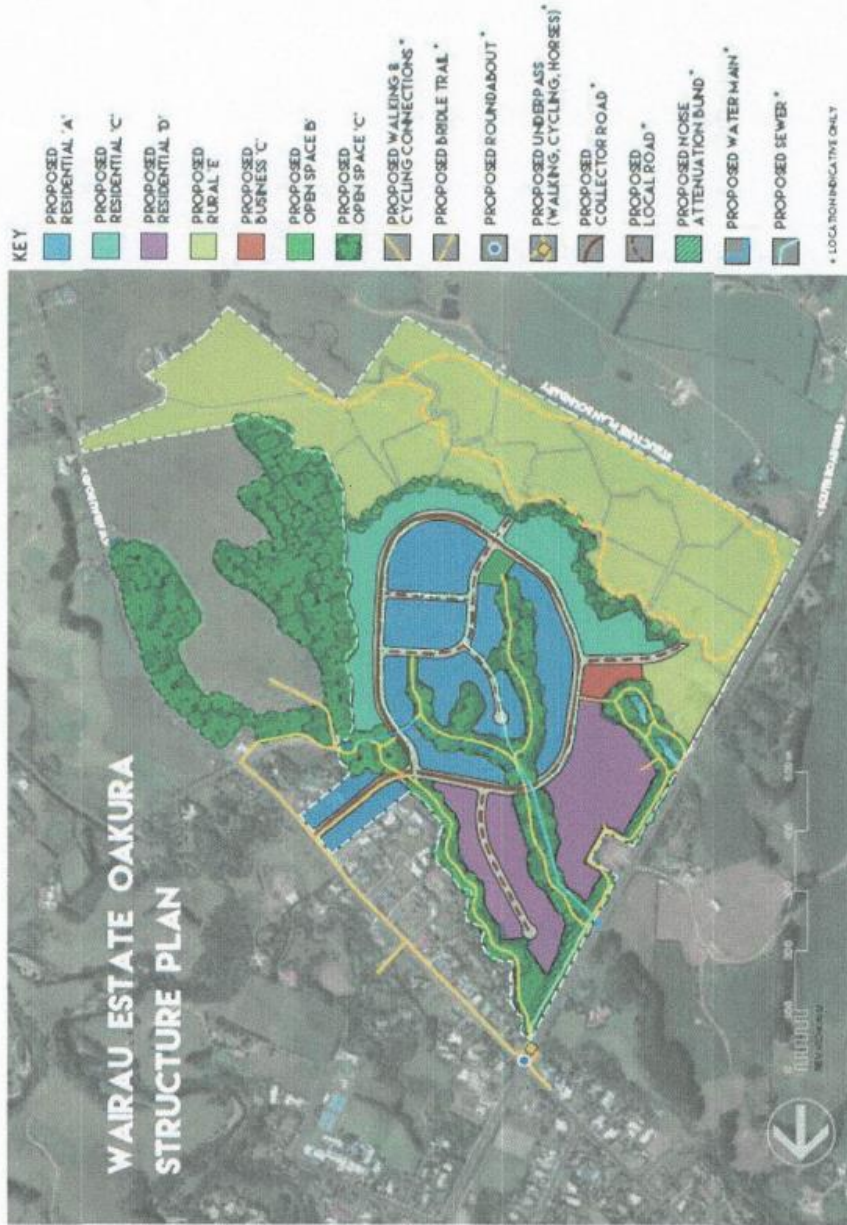 WAIRAU ESTATE OAKURA
STRUCTURE PLAN
KEY
PROPOSED
RESIDENTIAL 'A'
PROPOSED
RESIDENTIAL 'C'
PROPOSED
RESIDENTIAL 'D'
PROPOSED
RURAL 'E'
PROPOSED
BUSINESS 'C'
PROPOSED
OPEN SPACE 'B'
PROPOSED
OPEN SPACE 'C'
PROPOSED WALKING &
CYCLING CONNECTIONS*
PROPOSED BRIDLE TRAIL*
PROPOSED ROUNDABOUT*
PROPOSED UNDERPASS
(WALKING, CYCLING, HORSES)*
PROPOSED
COLLECTOR ROAD*
PROPOSED
LOCAL ROAD*
PROPOSED NOISE
ATTENUATION BUND*
PROPOSED WATER MAIN*
PROPOSED SEWER*
* LOCATION INDICATIVE ONLY
STRUCTURE PLAN BOUNDARY